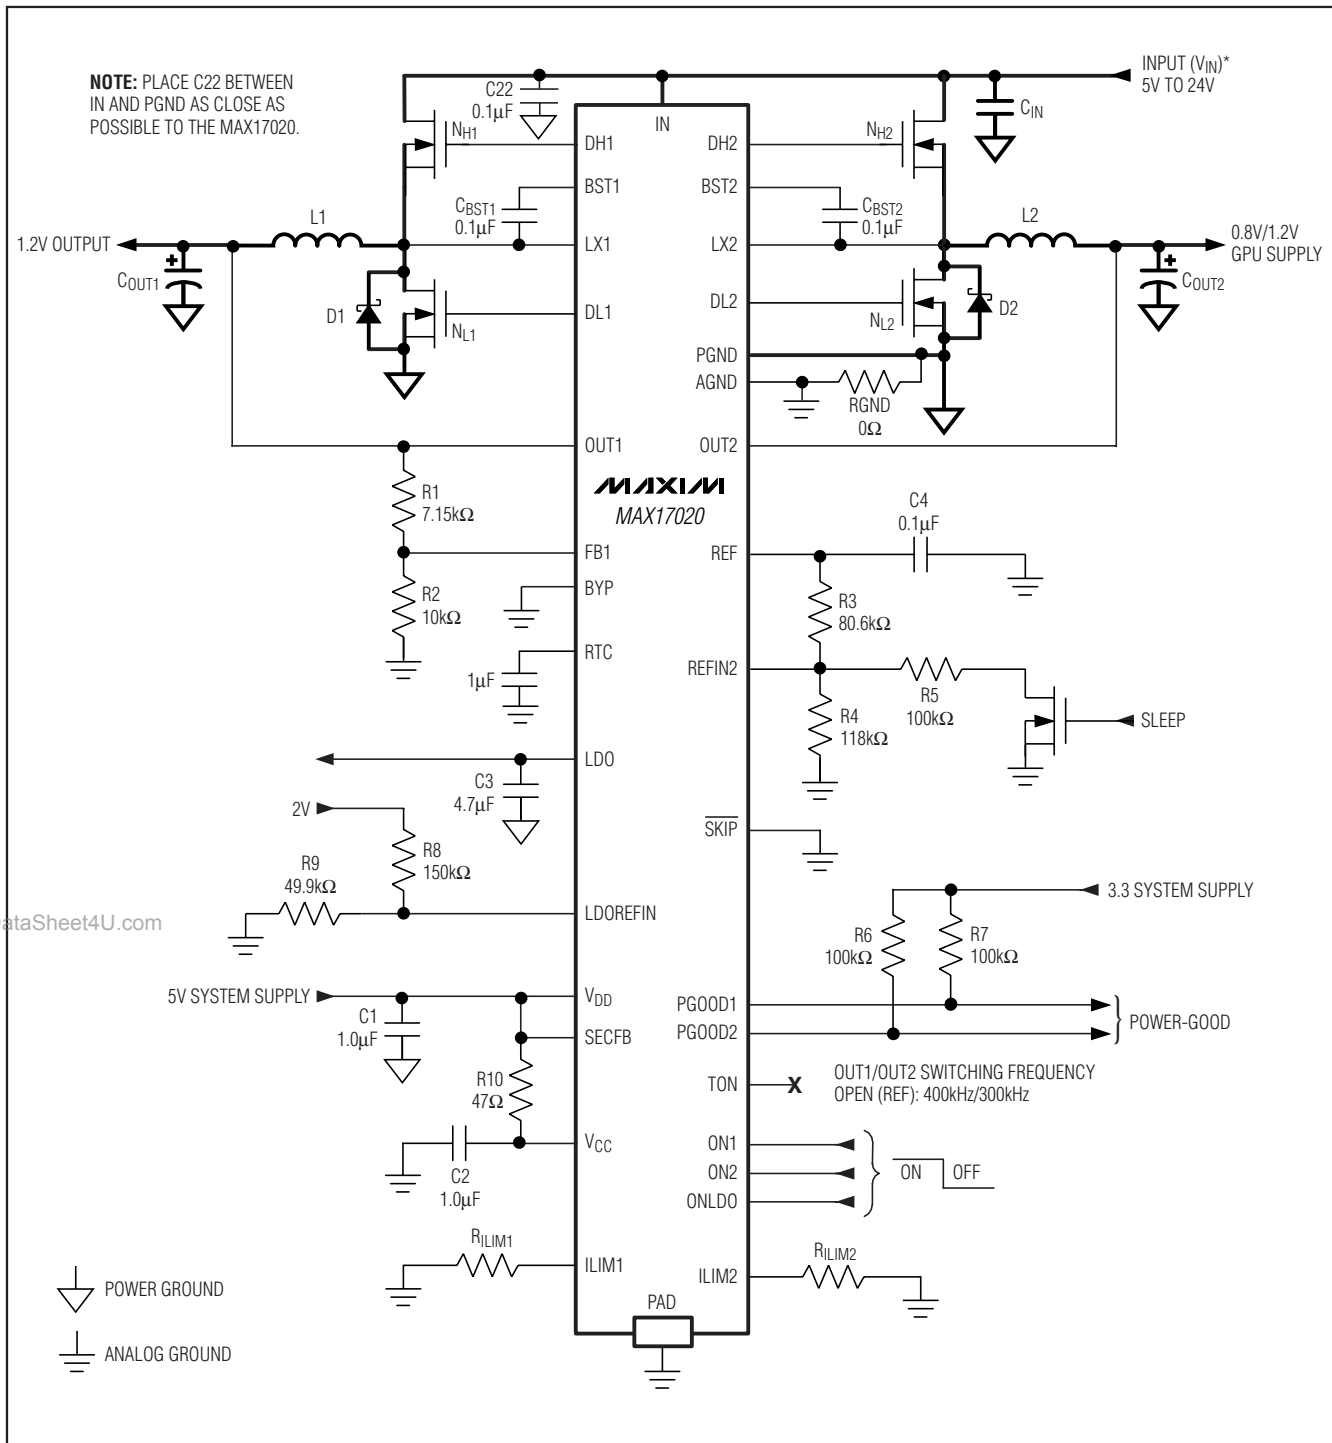 NOTE: PLACE C22 BETWEEN
IN AND PGND AS CLOSE AS
POSSIBLE TO THE MAX17020.
C22
0.1µF
INPUT (VIN)*
5V TO 24V
CIN
IN
NH1
DH1
DH2
NH2
BST1
BST2
CBST1
0.1µF
CBST2
0.1µF
L1
L2
1.2V OUTPUT
LX1
LX2
0.8V/1.2V
GPU SUPPLY
COUT1
COUT2
D1
NL1
DL1
DL2
NL2
D2
PGND
AGND
RGND
0Ω
OUT1
OUT2
MAXIM
MAX17020
R1
7.15kΩ
C4
0.1µF
FB1
REF
BYP
R2
10kΩ
R3
80.6kΩ
RTC
REFIN2
1µF
R5
100kΩ
R4
118kΩ
SLEEP
LDO
C3
4.7µF
2V
SKIP
R8
150kΩ
R9
49.9kΩ
3.3 SYSTEM SUPPLY
LDOREFIN
DataSheet4U.com
R6
100kΩ
R7
100kΩ
5V SYSTEM SUPPLY
VDD
PGOOD1
C1
1.0µF
SECFB
PGOOD2
POWER-GOOD
R10
47Ω
TON
X
OUT1/OUT2 SWITCHING FREQUENCY
OPEN (REF): 400kHz/300kHz
VCC
ON1
C2
1.0µF
ON2
ON
OFF
ONLDO
RILIM1
ILIM1
ILIM2
RILIM2
POWER GROUND
PAD
ANALOG GROUND